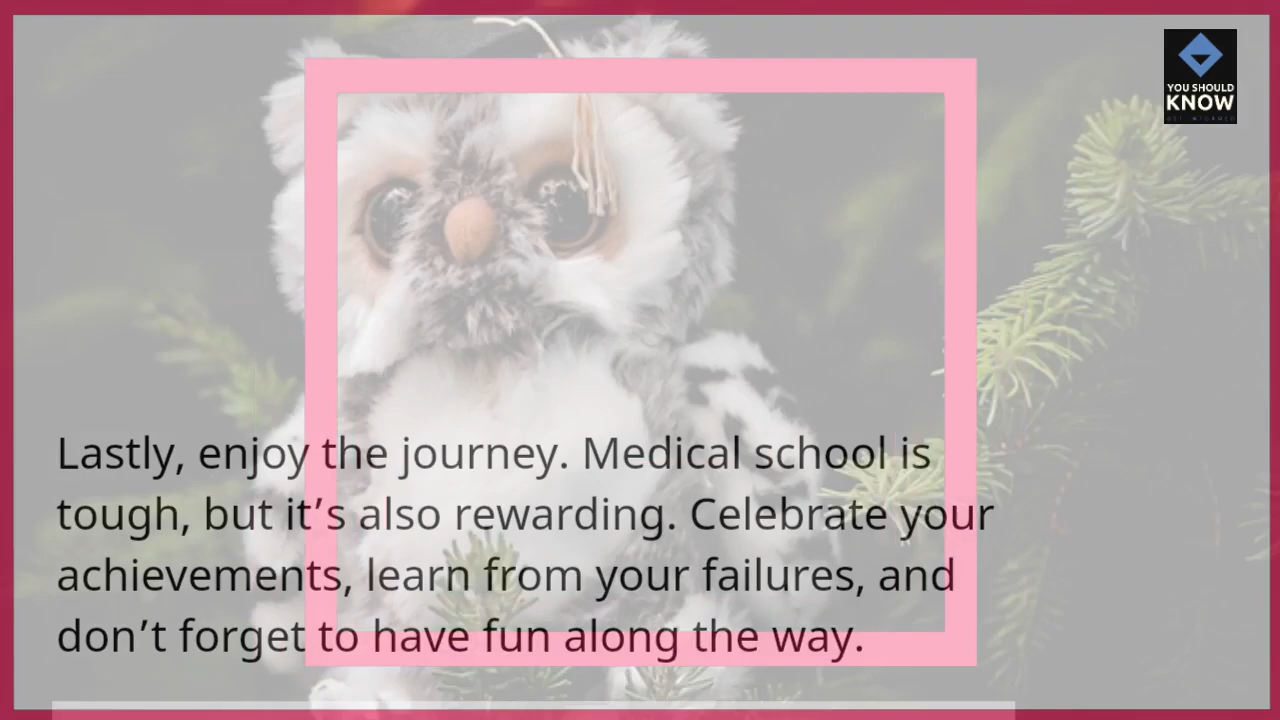 YOU SHOULD
KNOW
Lastly, enjoy the journey. Medical school is
tough, but it’s also rewarding. Celebrate your
achievements, learn from your failures, and
don’t forget to have fun along the way.